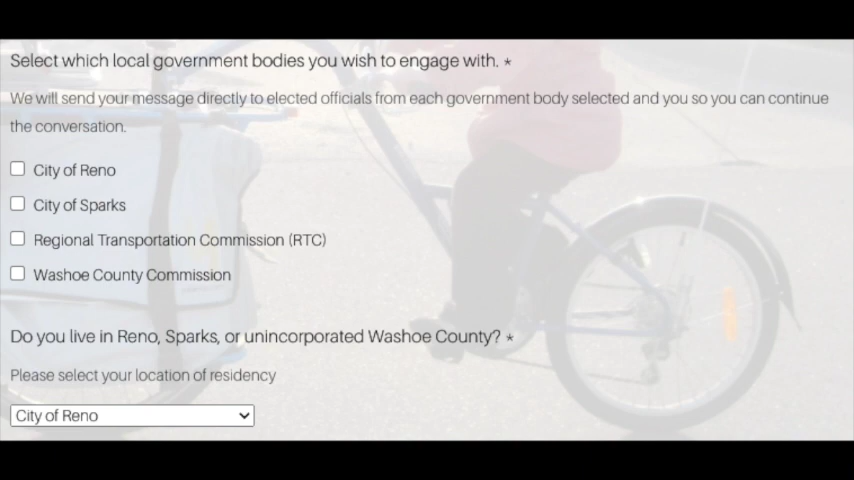 Select which local government bodies you wish to engage with. *
We will send your message directly to elected officials from each government body selected and you so you can continue
the conversation.
City of Reno
City of Sparks
Regional Transportation Commission (RTC)
Washoe County Commission
Do you live in Reno, Sparks, or unincorporated Washoe County? *
Please select your location of residency
City of Reno